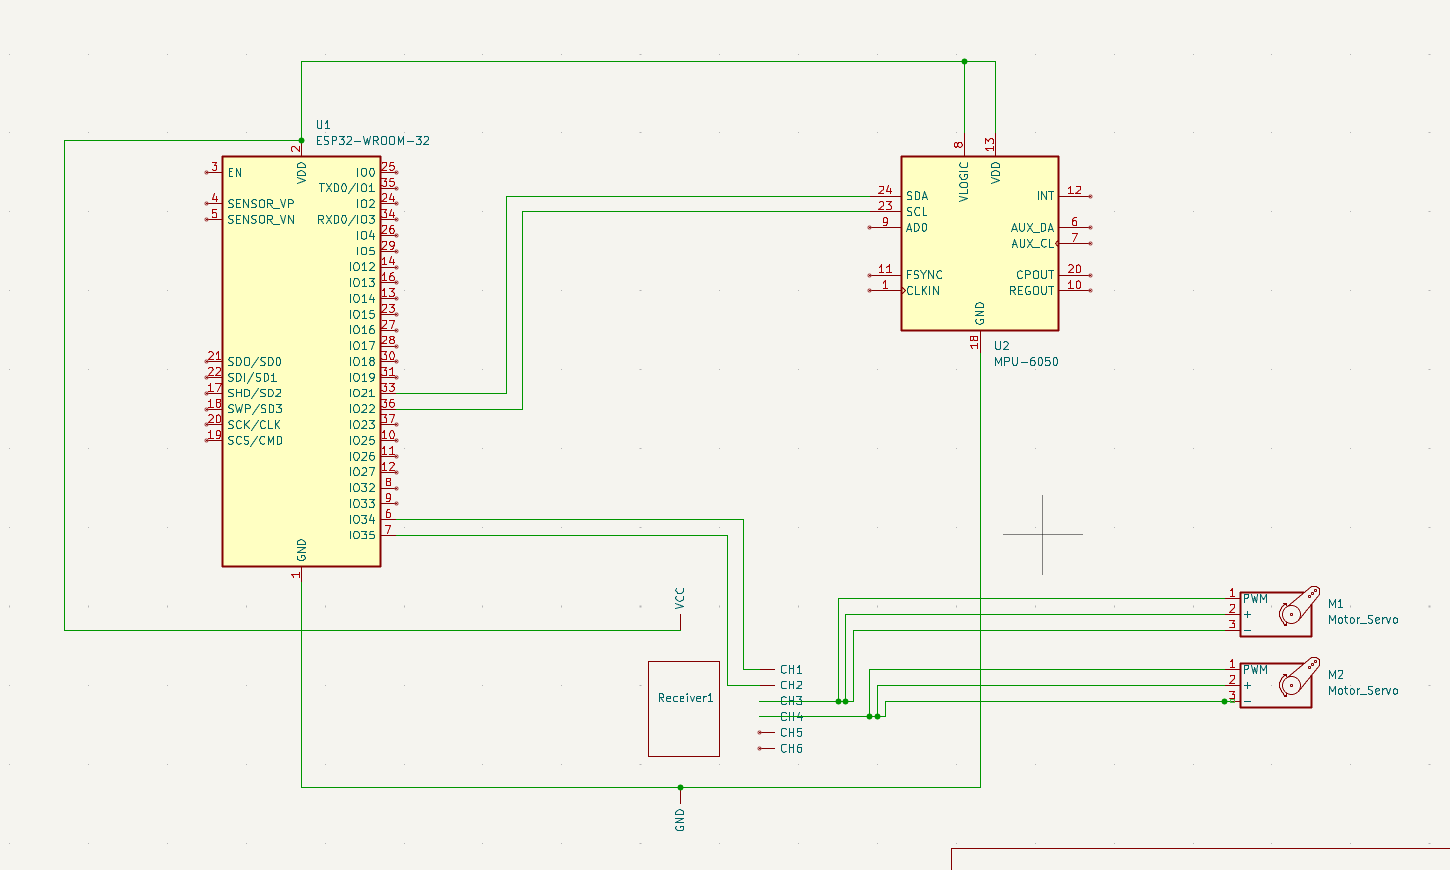 U1
ESP32-WROOM-32
2
VDD
3 EN
4 SENSOR_VP
5 SENSOR_VN
21 SDO/SD0
22 SDI/SD1
17 SHD/SD2
18 SWP/SD3
20 SCK/CLK
19 SCS/CMD
IO0 25
TXD0/IO1 35
IO2 24
RXD0/IO3 34
IO4 26
IO5 29
IO12 14
IO13 16
IO14 13
IO15 23
IO16 27
IO17 28
IO18 30
IO19 31
IO21 33
IO22 36
IO23 37
IO25 10
IO26 11
IO27 12
IO32 8
IO33 9
IO34 6
IO35 7
GND
1
8
13
VLOGIC
VDD
24 SDA
23 SCL
9 AD0
11 FSYNC
1 CLKIN
INT 12
AUX_DA 6
AUX_CL 7
CPOUT 20
REGOUT 10
GND
18
U2
MPU-6050
VCC
Receiver1
CH1
CH2
CH3
CH4
CH5
CH6
GND
1 PWM
2 +
3 -
M1
Motor_Servo
1 PWM
2 +
3 -
M2
Motor_Servo